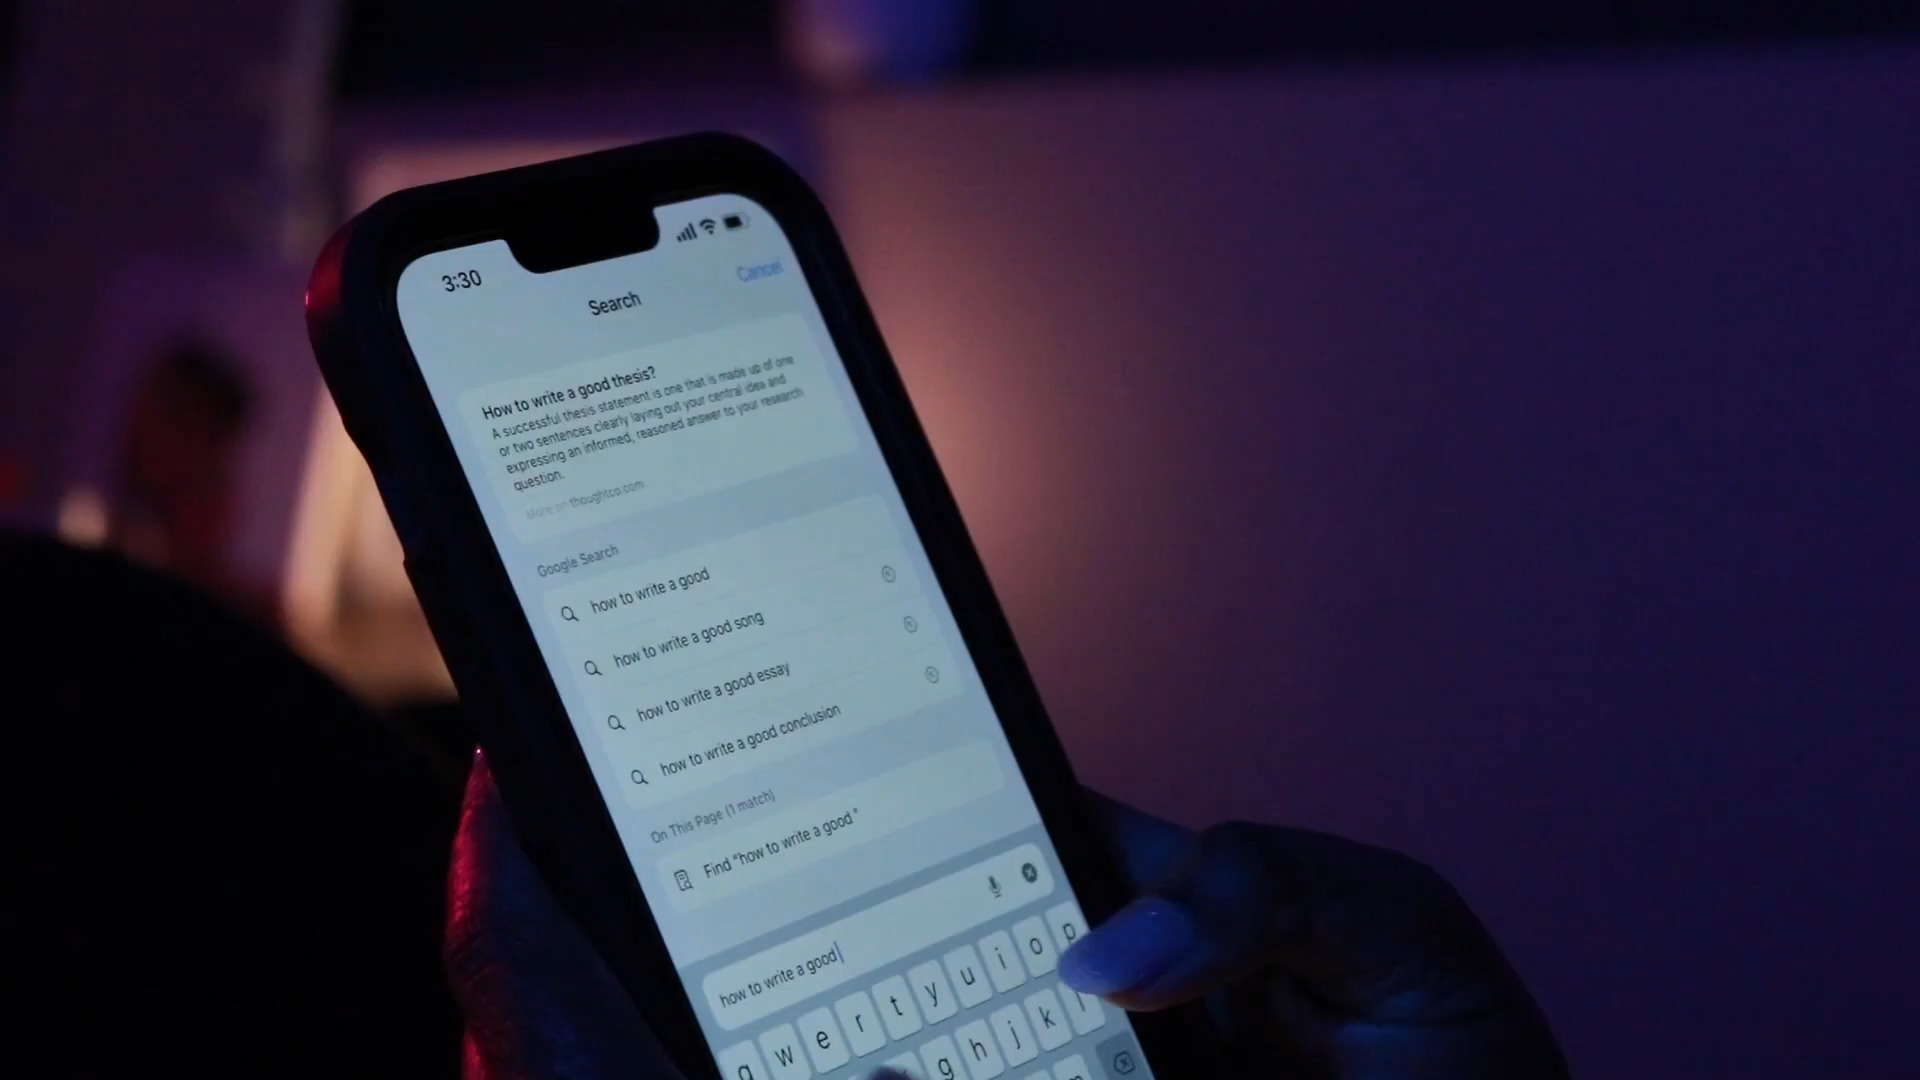 3:30
Cancel
Search
How to write a good thesis?
A successful thesis statement is one that is made up of one
or two sentences clearly laying out your central idea and
expressing an informed, reasoned answer to your research
question.
More on thoughtco.com
Google Search
how to write a good
how to write a good song
how to write a good essay
how to write a good conclusion
On This Page (1 match)
Find "how to write a good"
how to write a good
q w e r t y u i o p
g h j k l
m